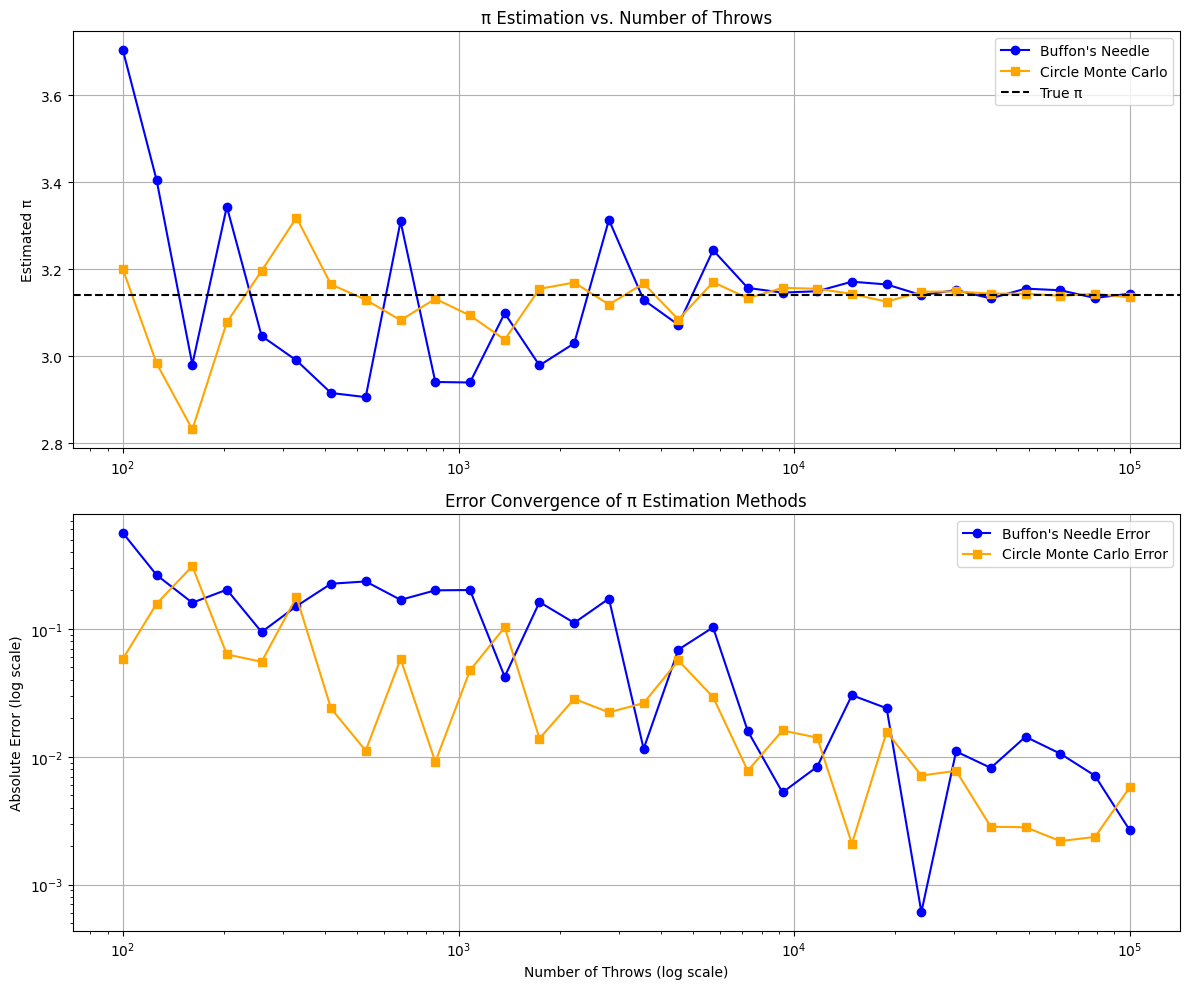 π Estimation vs. Number of Throws
Buffon's Needle
Circle Monte Carlo
True π
Estimated π
3.6
3.4
3.2
3.0
2.8
10²
10³
10⁴
10⁵
Error Convergence of π Estimation Methods
Buffon's Needle Error
Circle Monte Carlo Error
Absolute Error (log scale)
10⁻¹
10⁻²
10⁻³
10²
10³
10⁴
10⁵
Number of Throws (log scale)